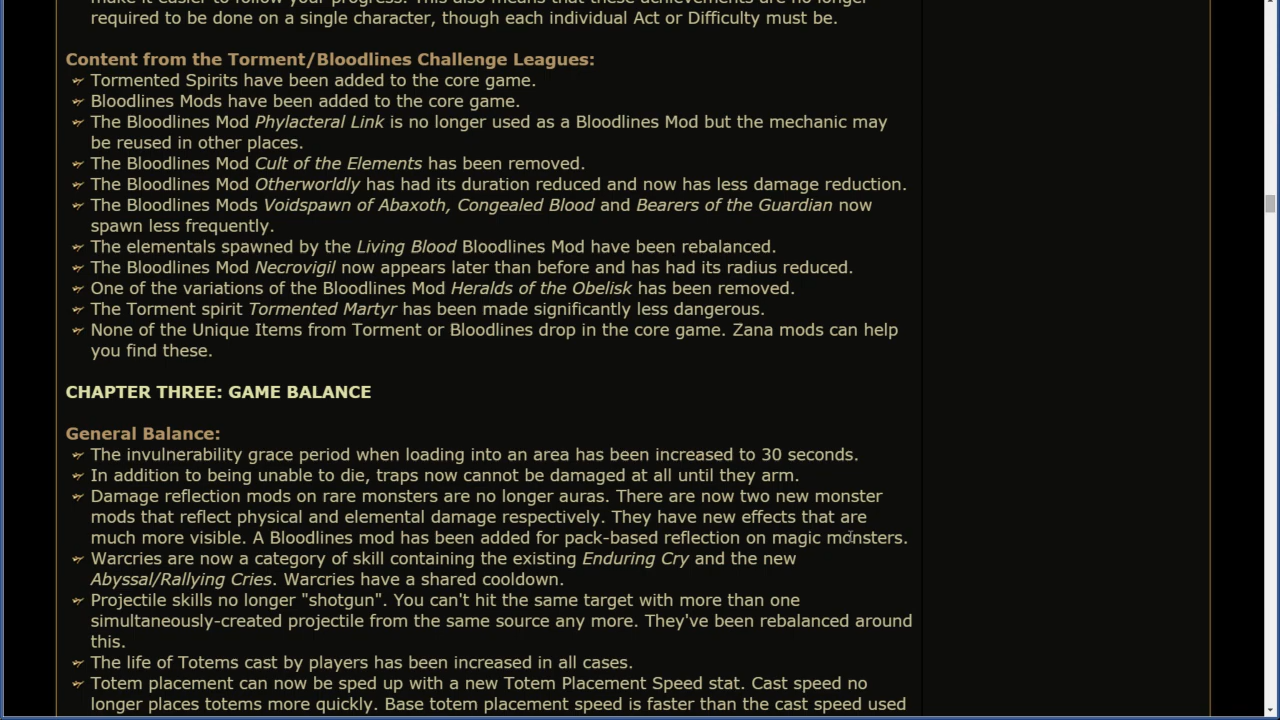 required to be done on a single character, though each individual Act or Difficulty must be.
Content from the Torment/Bloodlines Challenge Leagues:
Tormented Spirits have been added to the core game.
Bloodlines Mods have been added to the core game.
The Bloodlines Mod Phylacteral Link is no longer used as a Bloodlines Mod but the mechanic may
be reused in other places.
The Bloodlines Mod Cult of the Elements has been removed.
The Bloodlines Mod Otherworldly has had its duration reduced and now has less damage reduction.
The Bloodlines Mods Voidspawn of Abaxoth, Congealed Blood and Bearers of the Guardian now
spawn less frequently.
The elementals spawned by the Living Blood Bloodlines Mod have been rebalanced.
The Bloodlines Mod Necrovigil now appears later than before and has had its radius reduced.
One of the variations of the Bloodlines Mod Heralds of the Obelisk has been removed.
The Torment spirit Tormented Martyr has been made significantly less dangerous.
None of the Unique Items from Torment or Bloodlines drop in the core game. Zana mods can help
you find these.
CHAPTER THREE: GAME BALANCE
General Balance:
The invulnerability grace period when loading into an area has been increased to 30 seconds.
In addition to being unable to die, traps now cannot be damaged at all until they arm.
Damage reflection mods on rare monsters are no longer auras. There are now two new monster
mods that reflect physical and elemental damage respectively. They have new effects that are
much more visible. A Bloodlines mod has been added for pack-based reflection on magic monsters.
Warcries are now a category of skill containing the existing Enduring Cry and the new
Abyssal/Rallying Cries. Warcries have a shared cooldown.
Projectile skills no longer "shotgun". You can't hit the same target with more than one
simultaneously-created projectile from the same source any more. They've been rebalanced around
this.
The life of Totems cast by players has been increased in all cases.
Totem placement can now be sped up with a new Totem Placement Speed stat. Cast speed no
longer places totems more quickly. Base totem placement speed is faster than the cast speed used